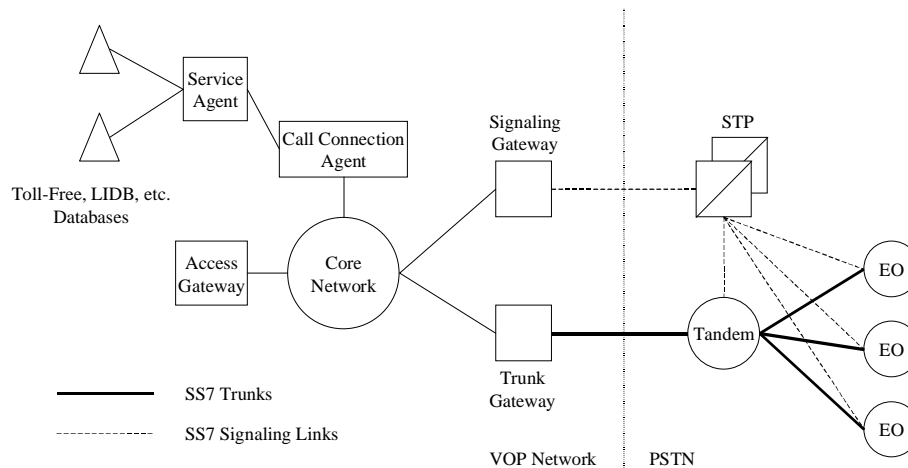 Service
Agent
Call Connection
Agent
Signaling
Gateway
STP
Toll-Free, LIDB, etc.
Databases
Access
Gateway
Core
Network
EO
Tandem
EO
Trunk
Gateway
EO
SS7 Trunks
SS7 Signaling Links
VOP Network
PSTN